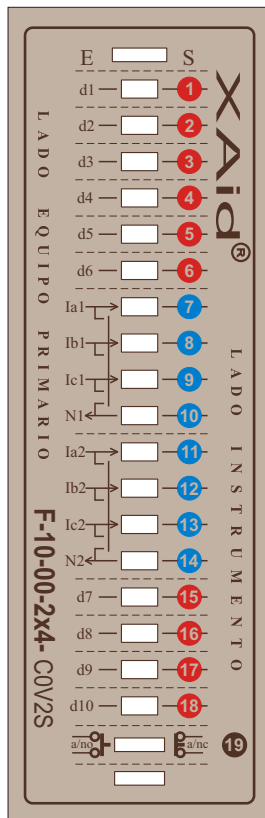 E S
d1 1
d2 2
d3 3
d4 4
d5 5
d6 6
Ia1 7
Ib1 8
Ic1 9
N1 10
Ia2 11
Ib2 12
Ic2 13
N2 14
d7 15
d8 16
d9 17
d10 18
a/no a/nc 19
LADO EQUIPO PRIMARIO
F-10-00-2x4- C0V2S
XAid®
LADO INSTRUMENTO